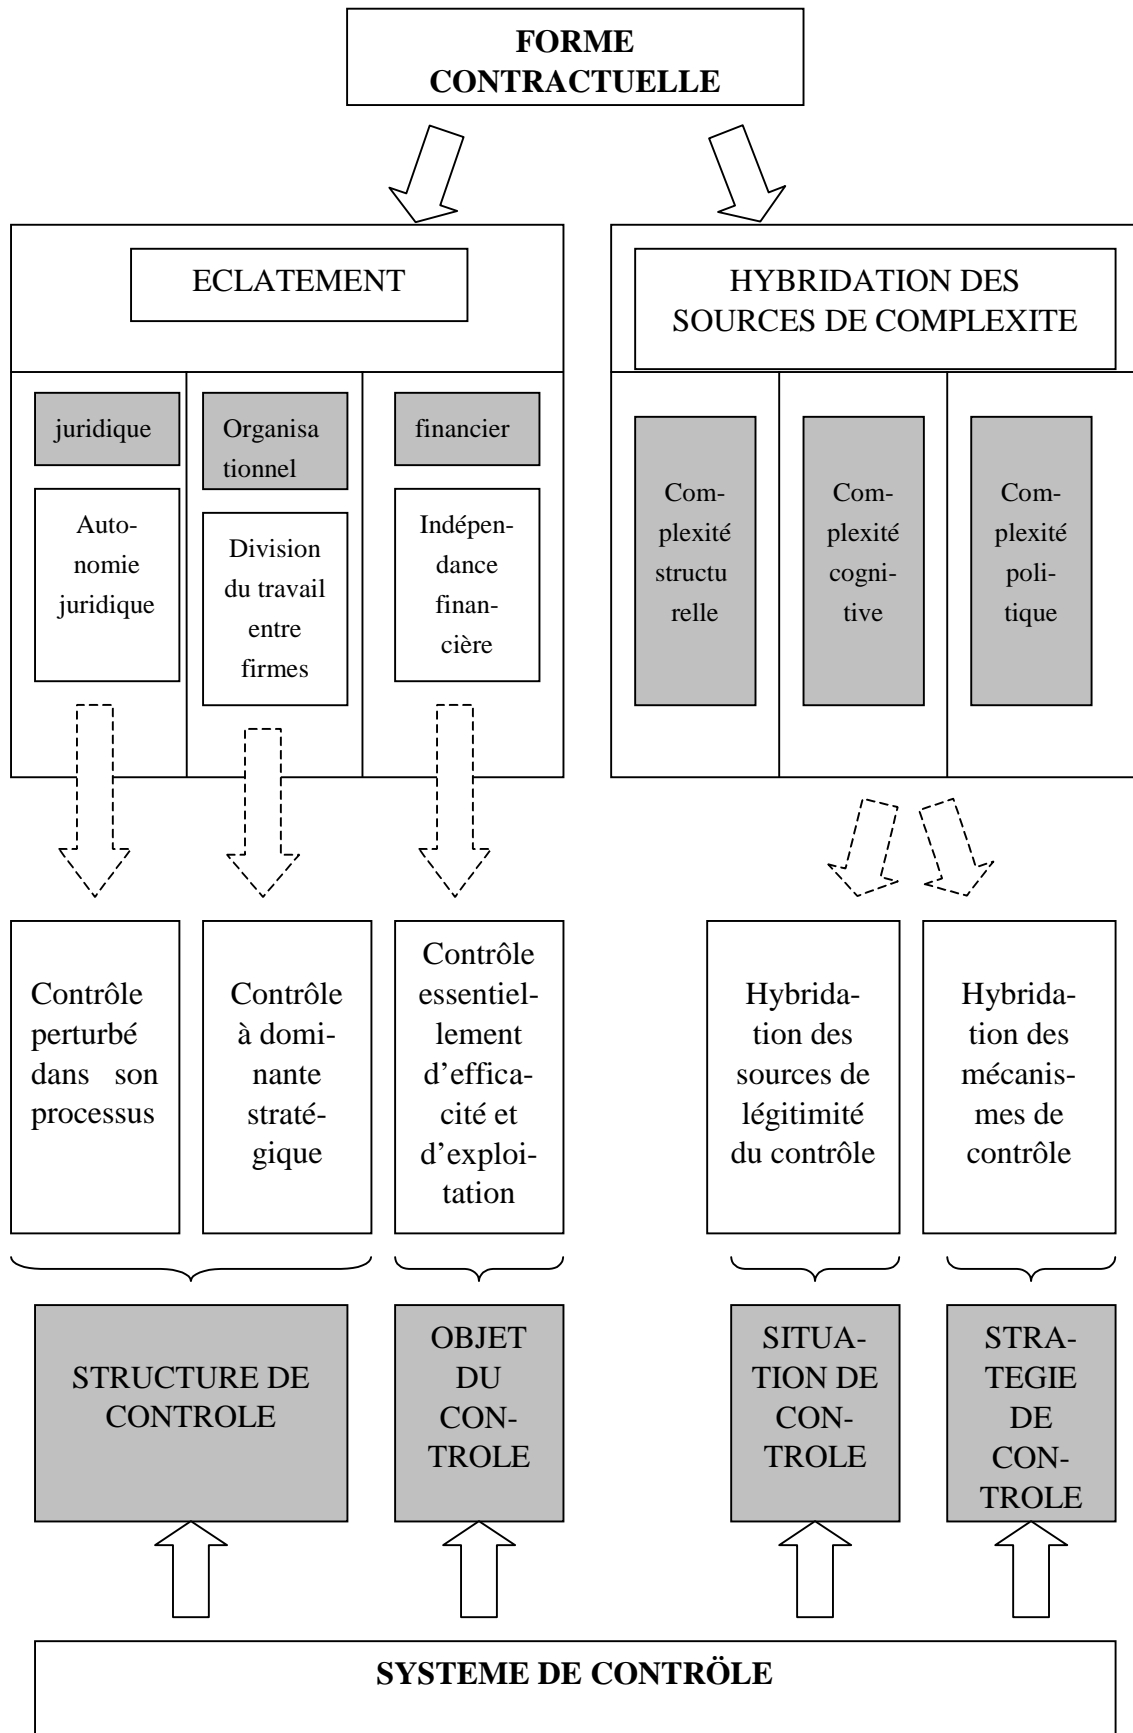 FORME
CONTRACTUELLE
ECLATEMENT
HYBRIDATION DES
SOURCES DE COMPLEXITE
juridique
Organisa
tionnel
financier
Auto-
nomie
juridique
Division
du travail
entre
firmes
Indépen-
dance
finan-
cière
Com-
plexité
structu
relle
Com-
plexité
cogni-
tive
Com-
plexité
poli-
tique
Contrôle
perturbé
dans son
processus
Contrôle
à domi-
nante
straté-
gique
Contrôle
essentiel-
lement
d’effica-
cité et
d’exploi-
tation
Hybrida-
tion des
sources de
légitimité
du contrôle
Hybrida-
tion des
mécanis-
mes de
contrôle
STRUCTURE DE
CONTROLE
OBJET
DU
CON-
TROLE
SITUA-
TION DE
CON-
TROLE
STRA-
TEGIE
DE
CON-
TROLE
SYSTEME DE CONTRÖLE